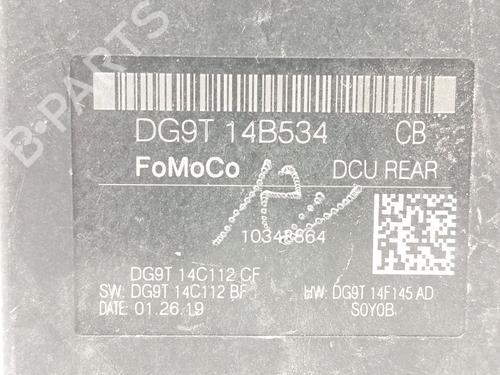 B-PARTS
DG9T 14B534 CB
FoMoCo DCU REAR
10348864
DG9T 14C112 CF
SW: DG9T 14C112 BF HW: DG9T 14F145 AD
DATE: 01.26.19 S0Y0B